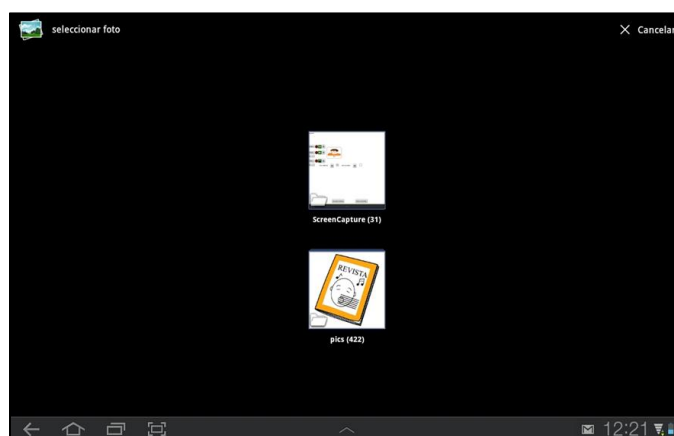 seleccionar foto
Cancelar
ScreenCapture (31)
REVISTA
pics (422)
12:21